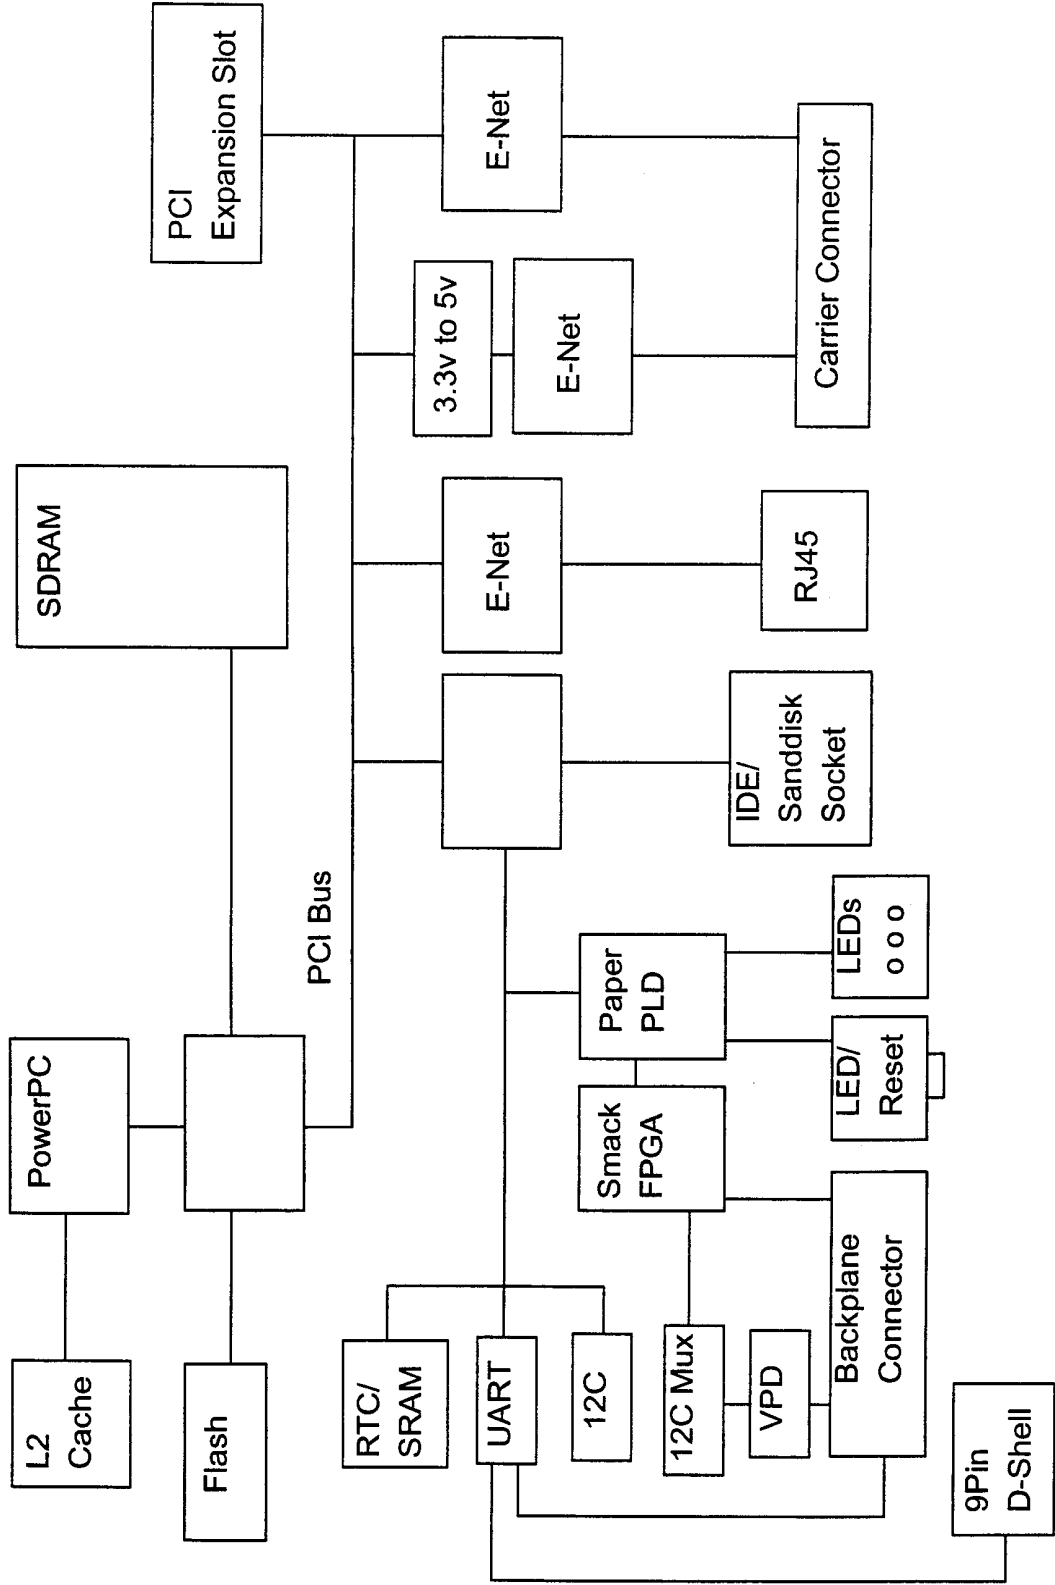 L2
Cache
PowerPC
SDRAM
PCI
Expansion Slot
Flash
PCI Bus
RTC/
SRAM
UART
12C
E-Net
3.3v to 5v
E-Net
E-Net
Smack
FPGA
Paper
PLD
12C Mux
VPD
IDE/
Sanddisk
Socket
RJ45
Carrier Connector
Backplane
Connector
LED/
Reset
LEDs
o o o
9Pin
D-Shell